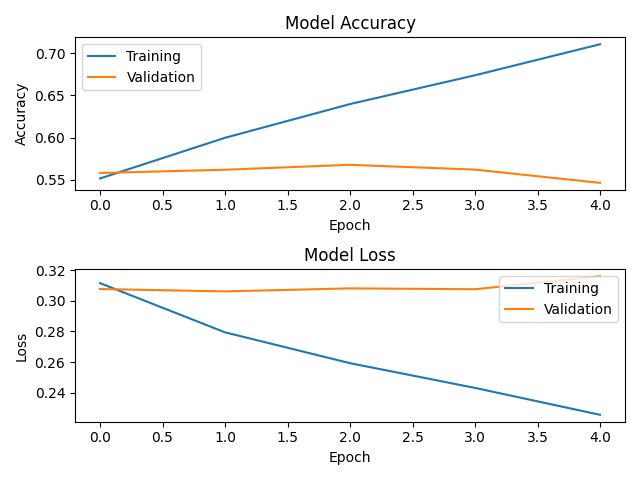 Model Accuracy
0.70
0.65
0.60
0.55
Accuracy
Training
Validation
0.0 0.5 1.0 1.5 2.0 2.5 3.0 3.5 4.0
Epoch
Model Loss
0.32
0.30
0.28
0.26
0.24
Loss
Training
Validation
0.0 0.5 1.0 1.5 2.0 2.5 3.0 3.5 4.0
Epoch